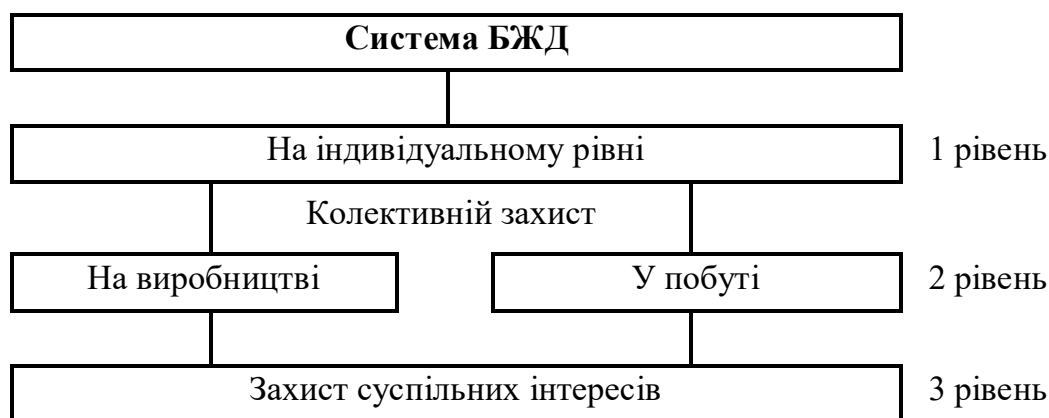 Система БЖД
На індивідуальному рівні 1 рівень
Колективній захист
На виробництві У побуті 2 рівень
Захист суспільних інтересів 3 рівень